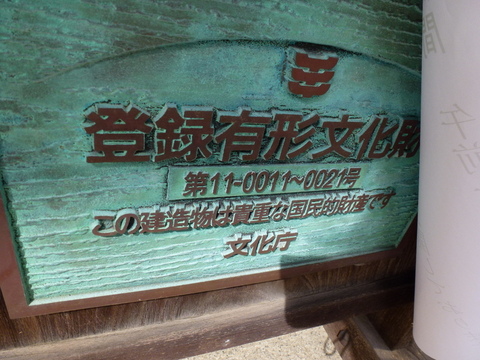 登録有形文化財
第11-0011~0021号
この建造物は貴重な国民的財産です
文化庁